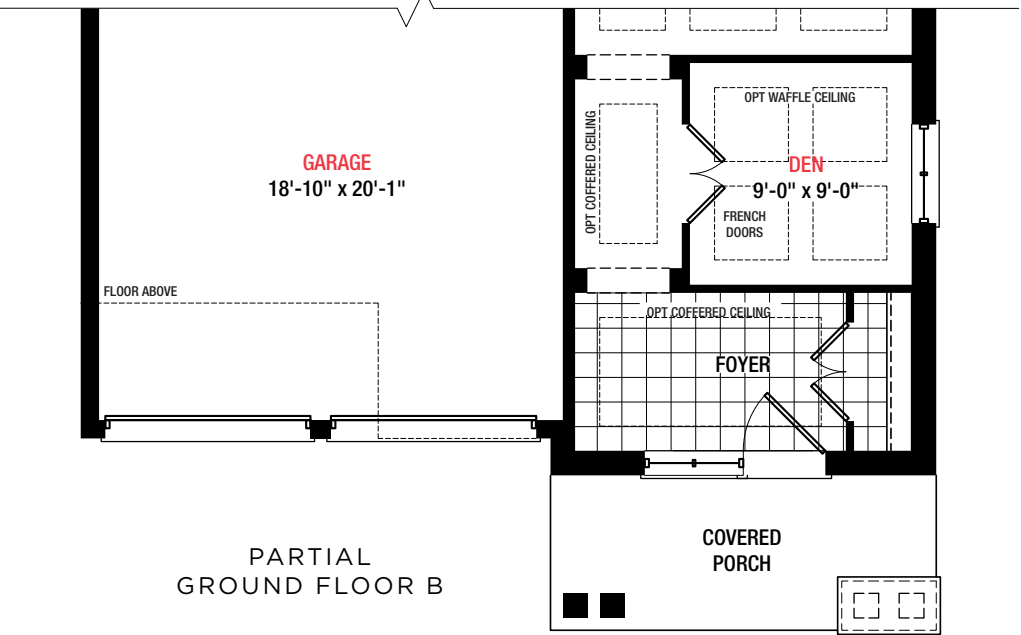 OPT WAFFLE CEILING
OPT COFFERED CEILING
GARAGE
18'-10" x 20'-1"
DEN
9'-0" x 9'-0"
FRENCH
DOORS
FLOOR ABOVE
OPT COFFERED CEILING
FOYER
COVERED
PORCH
PARTIAL
GROUND FLOOR B